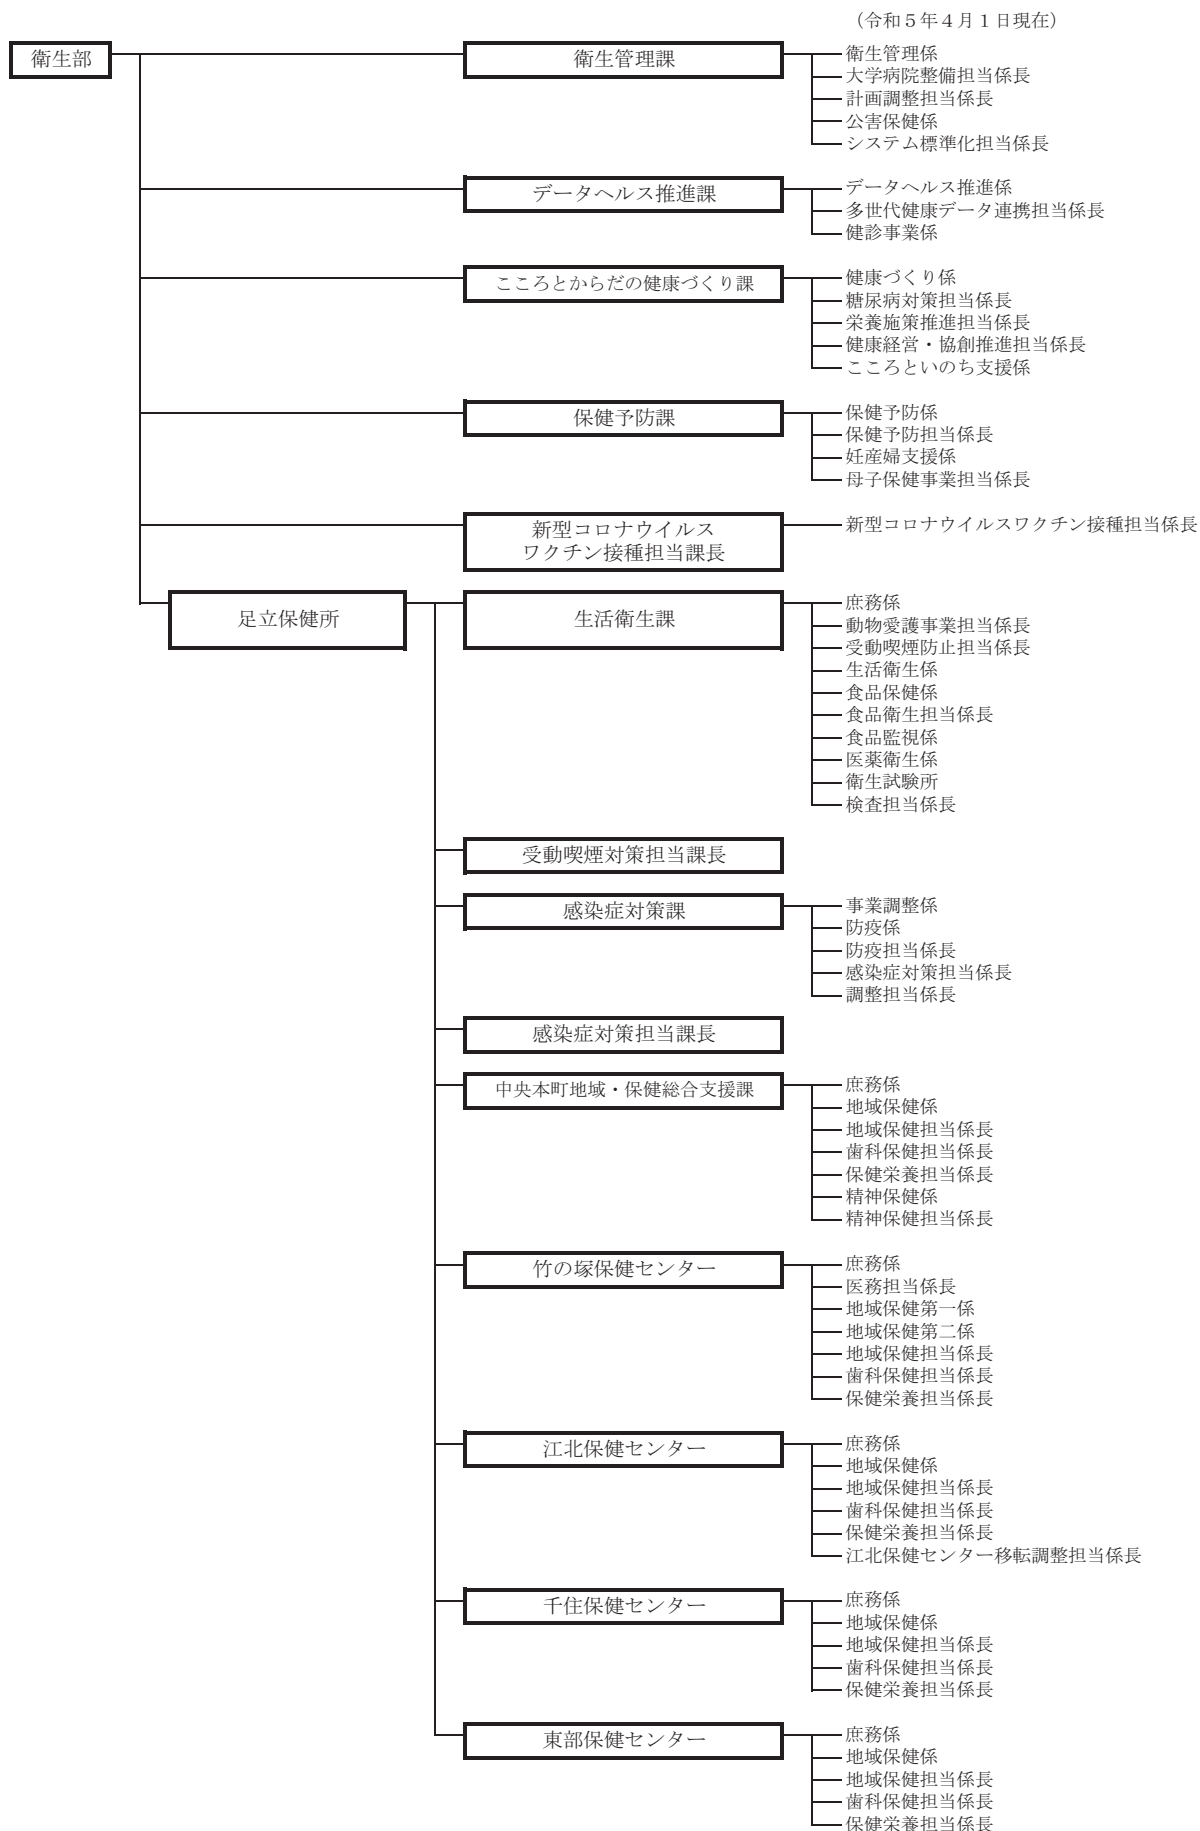 （令和５年４月１日現在）
衛生部
衛生管理課
衛生管理係
大学病院整備担当係長
計画調整担当係長
公害保健係
システム標準化担当係長
データヘルス推進課
データヘルス推進係
多世代健康データ連携担当係長
健診事業係
こころとからだの健康づくり課
健康づくり係
糖尿病対策担当係長
栄養施策推進担当係長
健康経営・協創推進担当係長
こころといのち支援係
保健予防課
保健予防係
保健予防担当係長
妊産婦支援係
母子保健事業担当係長
新型コロナウイルス
ワクチン接種担当課長
新型コロナウイルスワクチン接種担当係長
足立保健所
生活衛生課
庶務係
動物愛護事業担当係長
受動喫煙防止担当係長
生活衛生係
食品保健係
食品衛生担当係長
食品監視係
医薬衛生係
衛生試験所
検査担当係長
受動喫煙対策担当課長
感染症対策課
事業調整係
防疫係
防疫担当係長
感染症対策担当係長
調整担当係長
感染症対策担当課長
中央本町地域・保健総合支援課
庶務係
地域保健係
地域保健担当係長
歯科保健担当係長
保健栄養担当係長
精神保健係
精神保健担当係長
竹の塚保健センター
庶務係
医務担当係長
地域保健第一係
地域保健第二係
地域保健担当係長
歯科保健担当係長
保健栄養担当係長
江北保健センター
庶務係
地域保健係
地域保健担当係長
歯科保健担当係長
保健栄養担当係長
江北保健センター移転調整担当係長
千住保健センター
庶務係
地域保健係
地域保健担当係長
歯科保健担当係長
保健栄養担当係長
東部保健センター
庶務係
地域保健係
地域保健担当係長
歯科保健担当係長
保健栄養担当係長